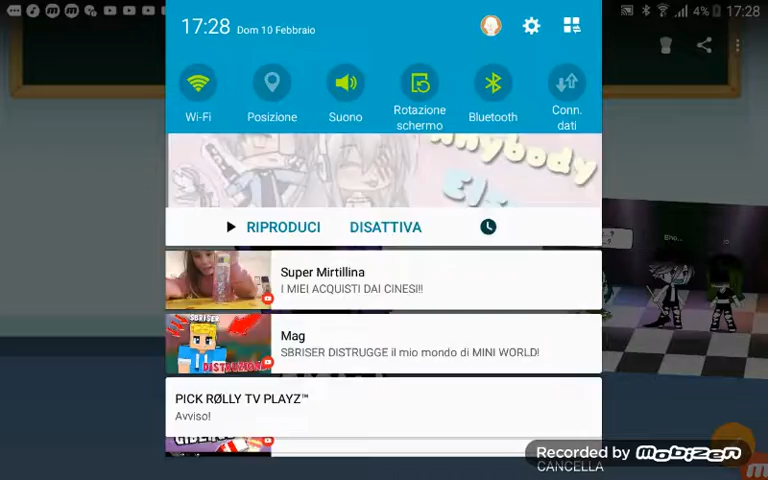 4% 17:28
17:28 Dom 10 Febbraio
Wi-Fi
Posizione
Suono
Rotazione
schermo
Bluetooth
Conn.
dati
RIPRODUCI DISATTIVA
Super Mirtillina
I MIEI ACQUISTI DAI CINESI!!
SBRISER
Mag
SBRISER DISTRUGGE il mio mondo di MINI WORLD!
PICK RØLLY TV PLAYZ™
Avviso!
Recorded by Mobizen
CANCELLA